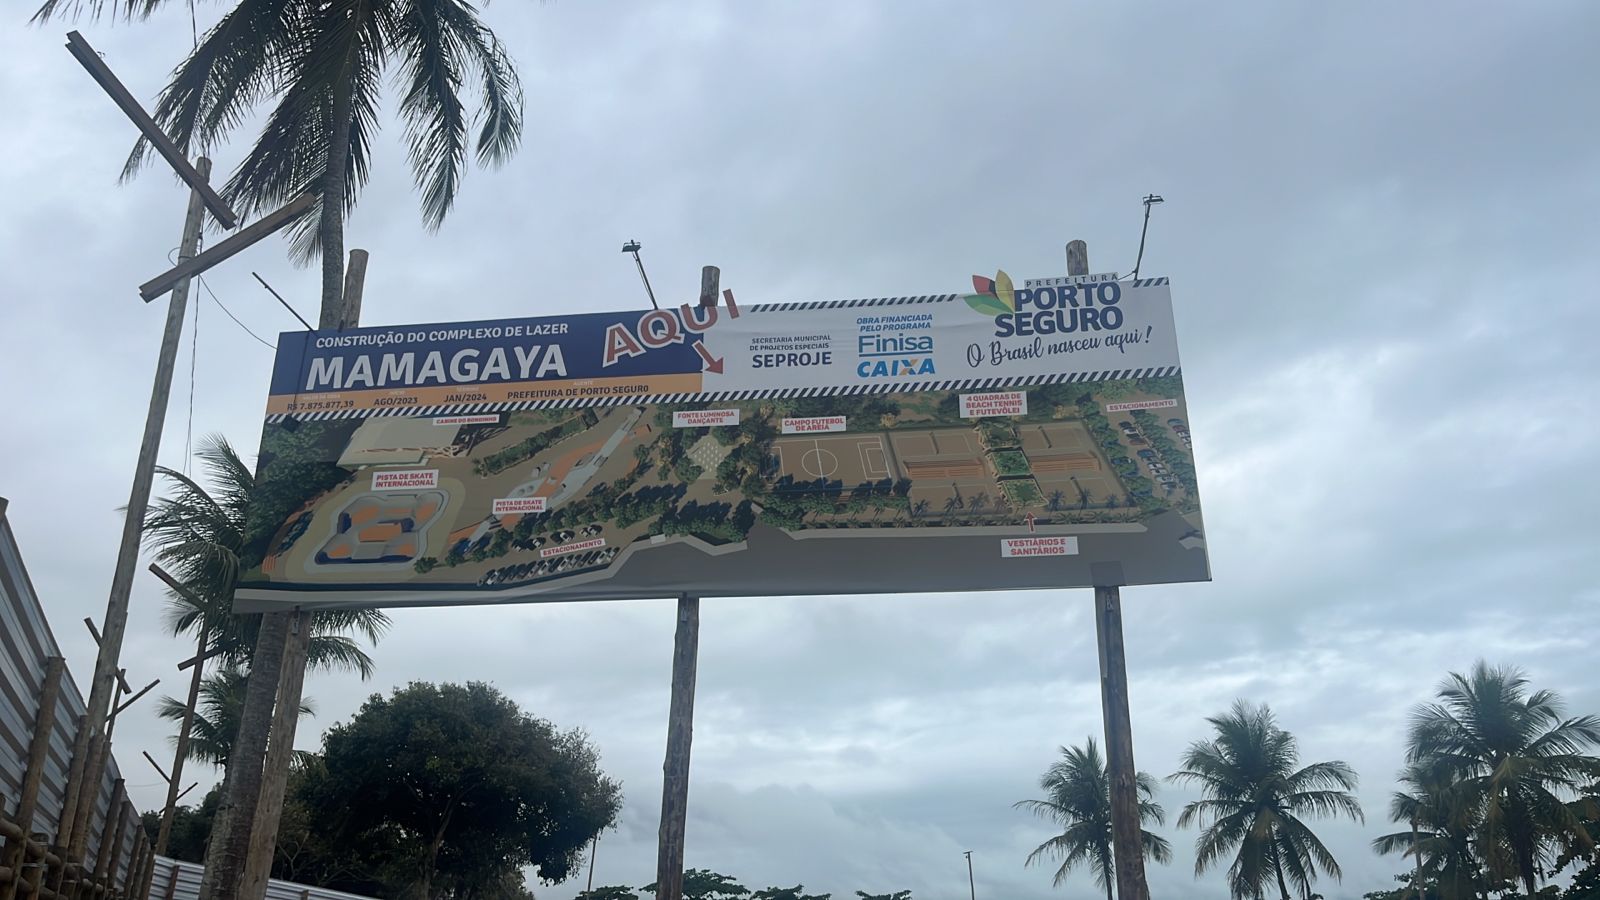 CONSTRUÇÃO DO COMPLEXO DE LAZER
MAMAGAYA
AQUI
R$ 7.875.877,39
AGO/2023
JAN/2024
PREFEITURA DE PORTO SEGURO
SECRETARIA MUNICIPAL
DE PROJETOS ESPECIAIS
SEPROJE
OBRA FINANCIADA
PELO PROGRAMA
Finisa
CAIXA
PREFEITURA
PORTO
SEGURO
O Brasil nasceu aqui!
CABINE DO BONDINHO
FONTE LUMINOSA
DANÇANTE
CAMPO FUTEBOL
DE AREIA
4 QUADRAS DE
BEACH TENNIS
E FUTEVÔLEI
ESTACIONAMENTO
PISTA DE SKATE
INTERNACIONAL
PISTA DE SKATE
INTERNACIONAL
ESTACIONAMENTO
VESTIÁRIOS E
SANITÁRIOS